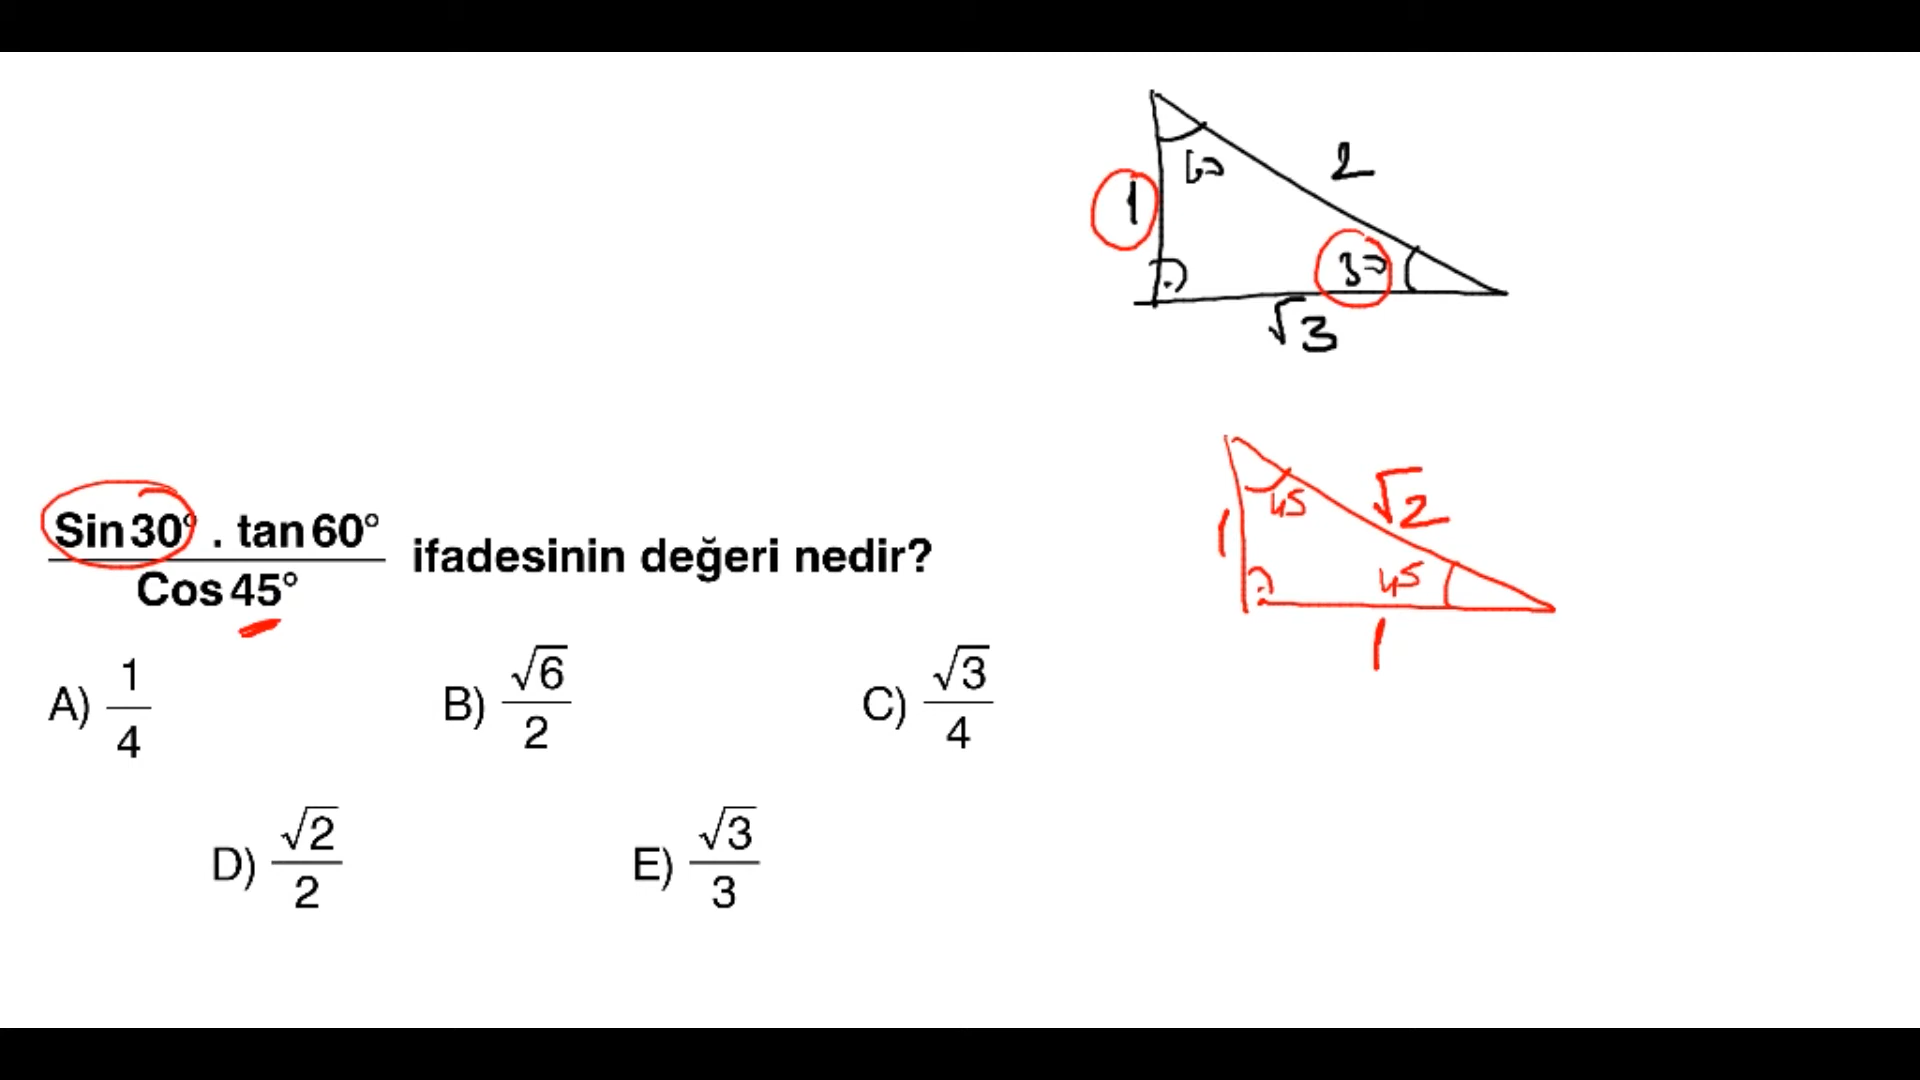 60
2
1
30
√3
Sin30° . tan60°
Cos45°
ifadesinin değeri nedir?
45
√2
1
45
1
A) 1/4 B) √6/2 C) √3/4
D) √2/2 E) √3/3